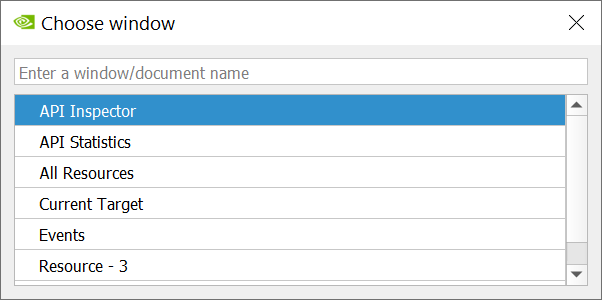 Choose window
Enter a window/document name
API Inspector
API Statistics
All Resources
Current Target
Events
Resource - 3